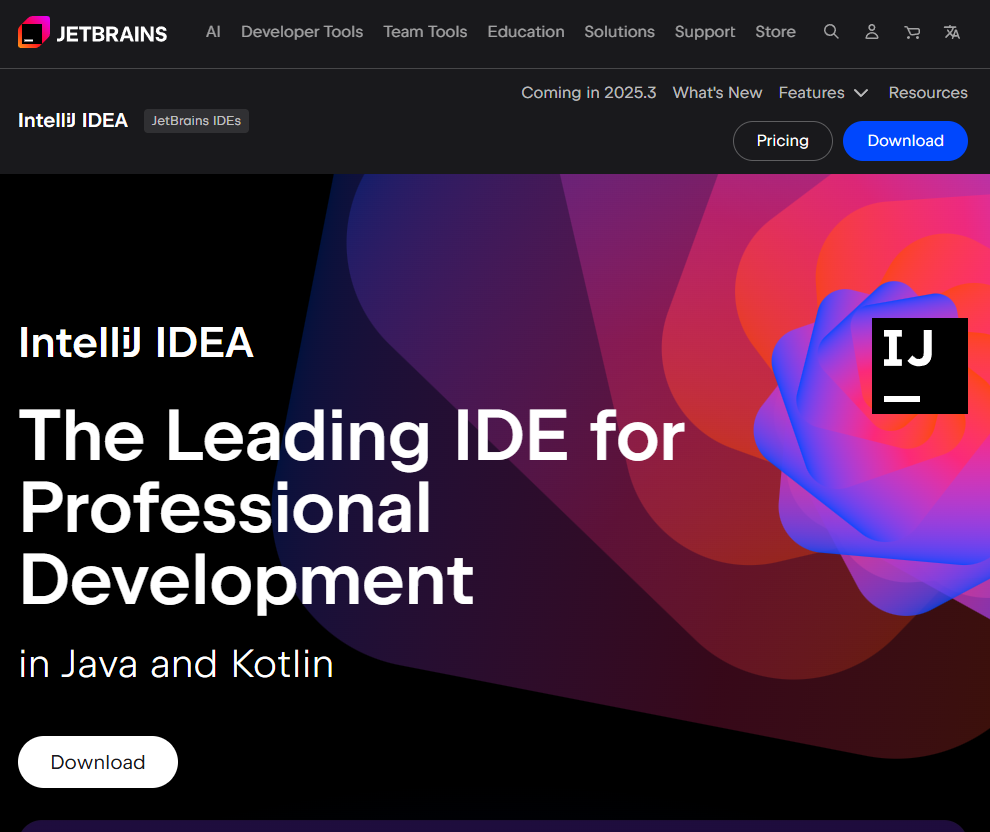 JETBRAINS
AI Developer Tools Team Tools Education Solutions Support Store
Coming in 2025.3 What's New Features Resources
IntelliJ IDEA JetBrains IDEs
Pricing Download
IntelliJ IDEA
IJ
The Leading IDE for
Professional
Development
in Java and Kotlin
Download